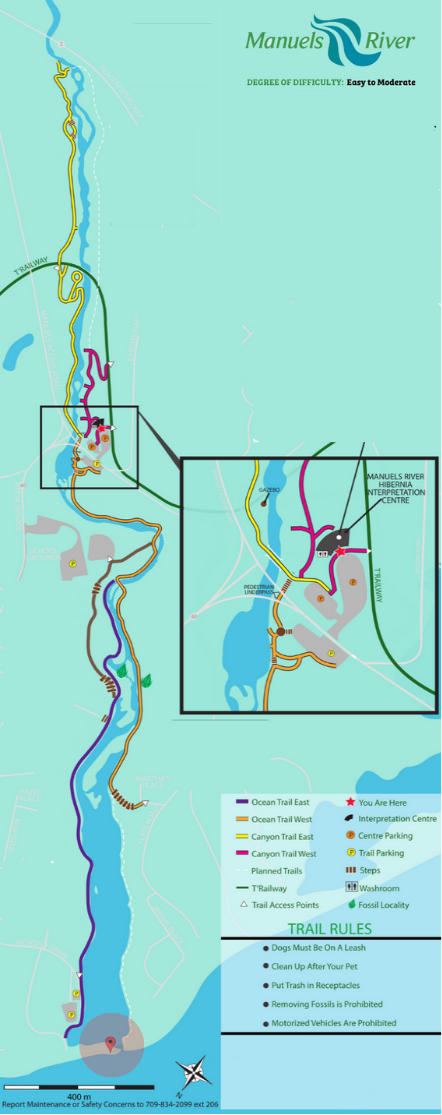 Manuels River
DEGREE OF DIFFICULTY: Easy to Moderate
T'RAILWAY
MANUELS RIVER
HIBERNIA
INTERPRETATION
CENTRE
GAZEBO
PEDESTRIAN
UNDERPASS
T'RAILWAY
P
P
P
P
P
P
P
P
P
Ocean Trail East
You Are Here
Ocean Trail West
Interpretation Centre
Canyon Trail East
P Centre Parking
Canyon Trail West
P Trail Parking
Planned Trails
Steps
T'Railway
Washroom
Trail Access Points
Fossil Locality
TRAIL RULES
● Dogs Must Be On A Leash
● Clean Up After Your Pet
● Put Trash in Receptacles
● Removing Fossils is Prohibited
● Motorized Vehicles Are Prohibited
N
400 m
Report Maintenance or Safety Concerns to 709-834-2099 ext 206